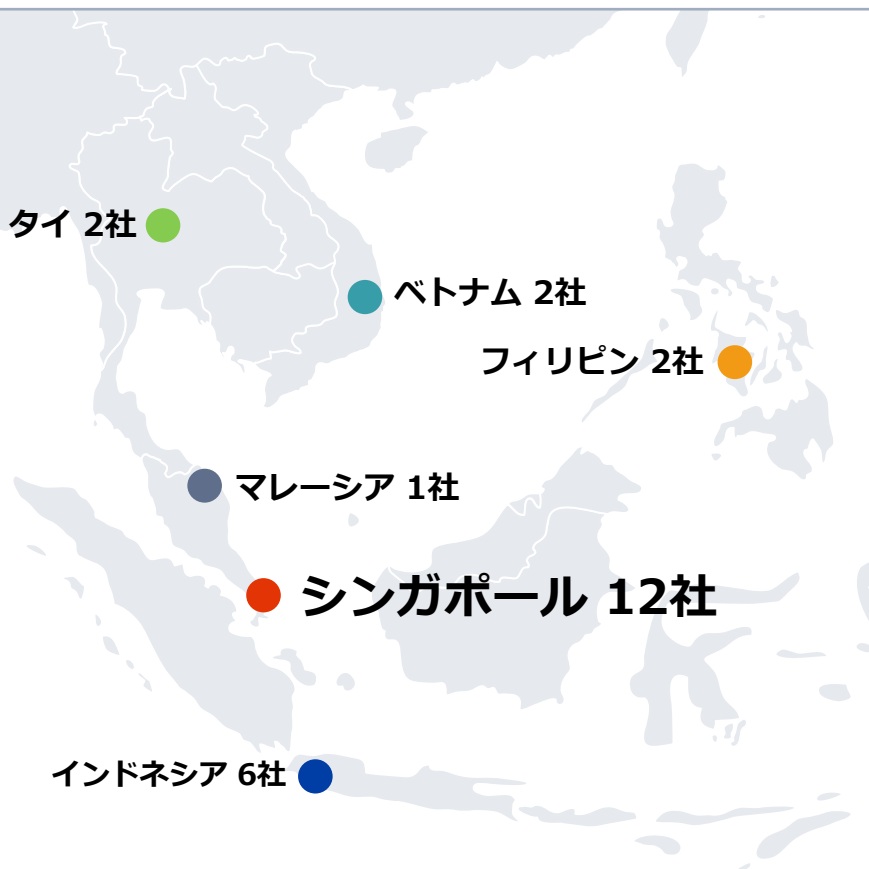 タイ 2社
ベトナム 2社
フィリピン 2社
マレーシア 1社
シンガポール 12社
インドネシア 6社